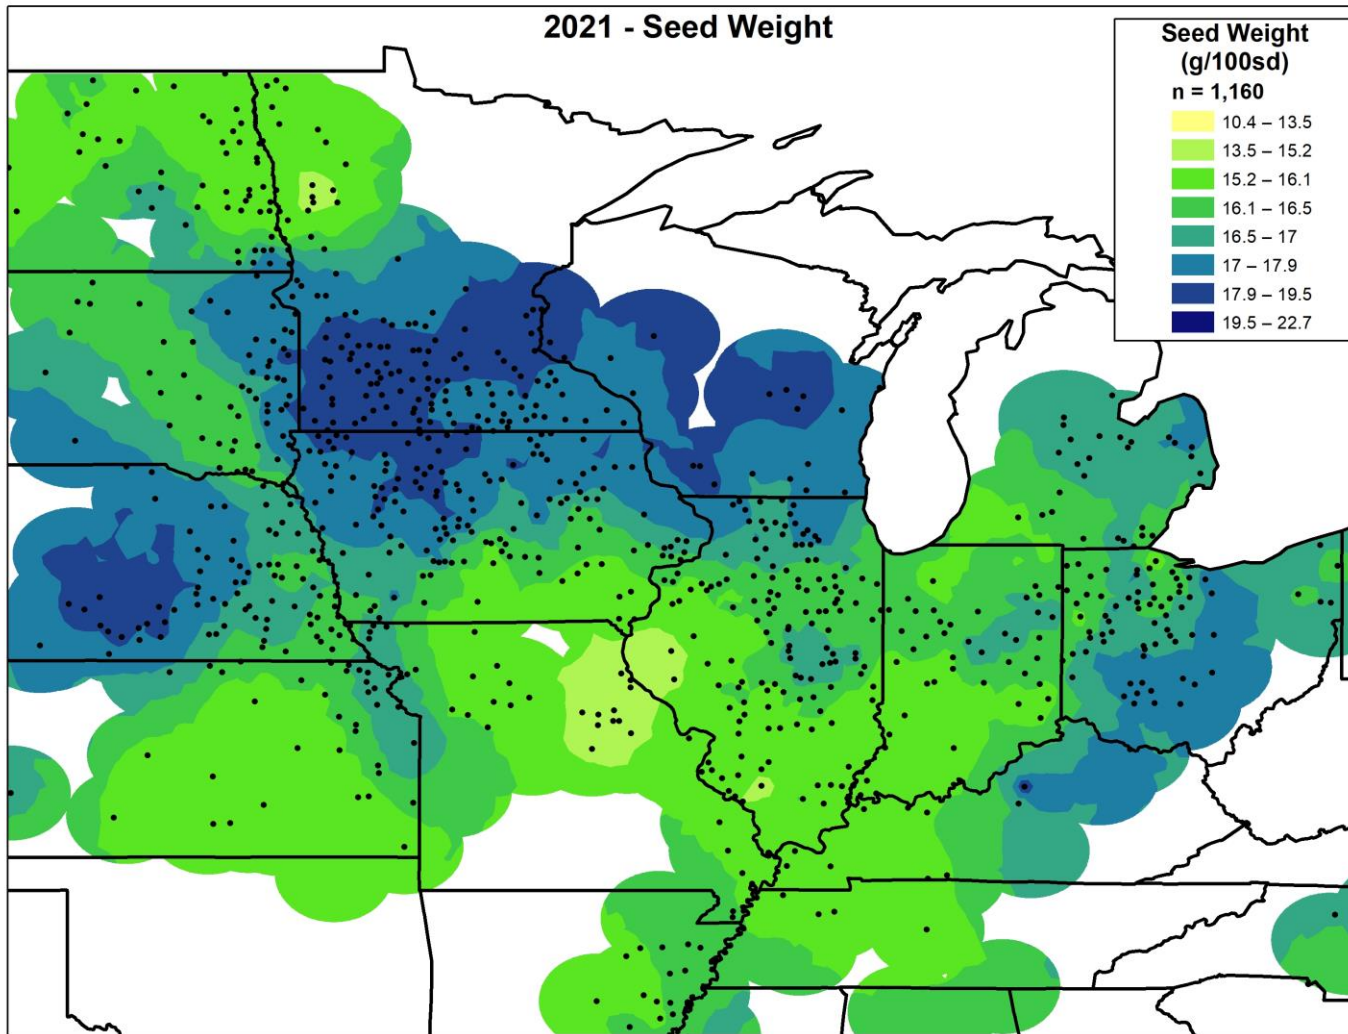 2021 - Seed Weight
Seed Weight
(g/100sd)
n = 1,160
10.4 – 13.5
13.5 – 15.2
15.2 – 16.1
16.1 – 16.5
16.5 – 17
17 – 17.9
17.9 – 19.5
19.5 – 22.7